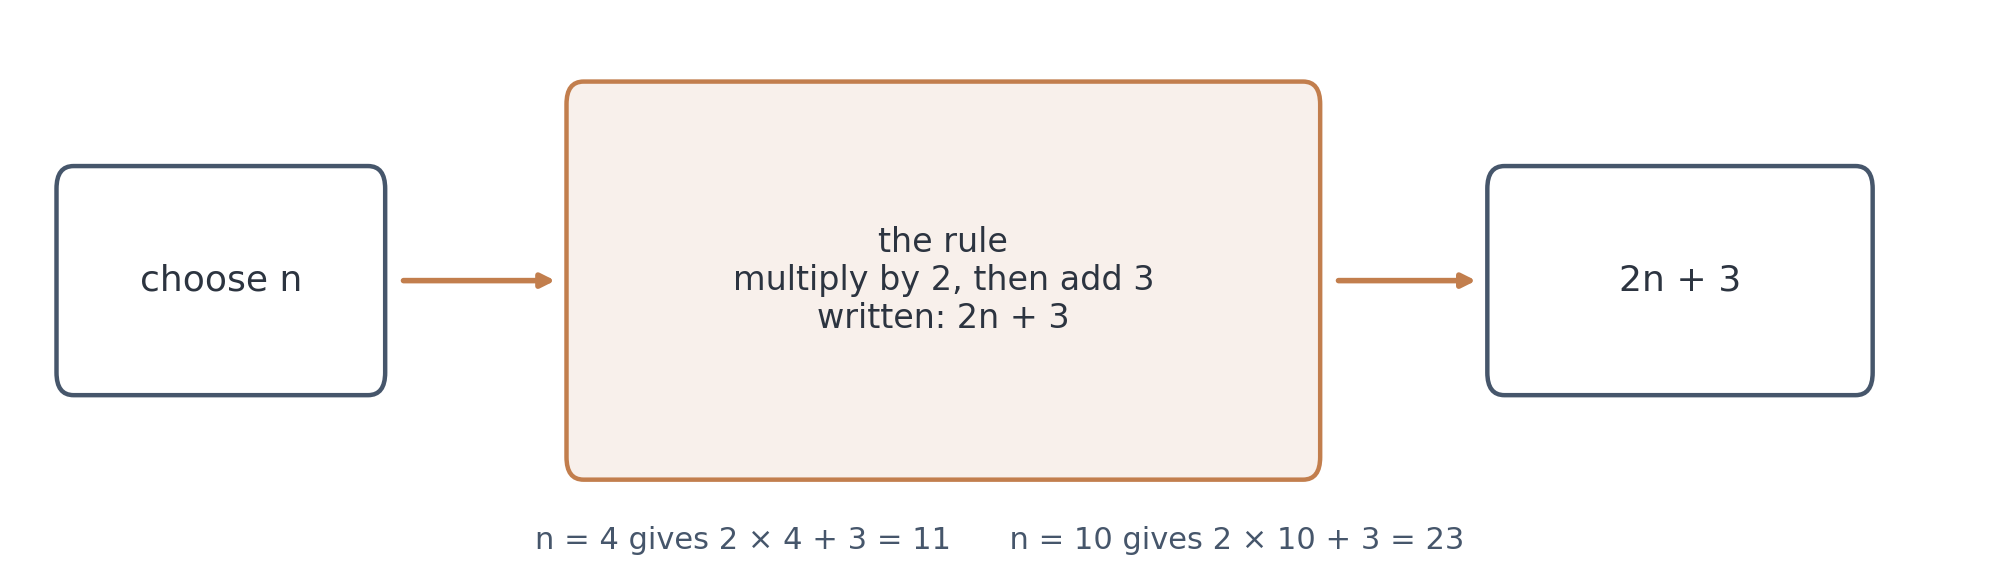 choose n
the rule
multiply by 2, then add 3
written: 2n + 3
2n + 3
n = 4 gives 2 × 4 + 3 = 11
n = 10 gives 2 × 10 + 3 = 23